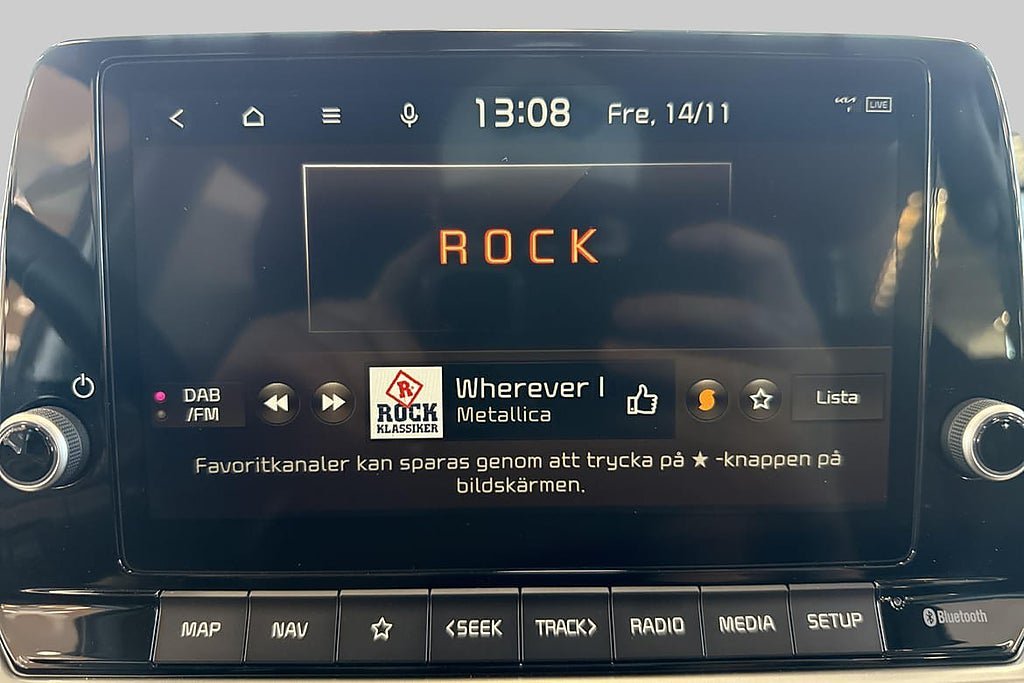 13:08 Fre, 14/11 LIVE
ROCK
DAB
/FM
R
ROCK
KLASSIKER
Wherever I
Metallica
Lista
Favoritkanaler kan sparas genom att trycka på ★ -knappen på
bildskärmen.
MAP NAV <SEEK TRACK> RADIO MEDIA SETUP
Bluetooth